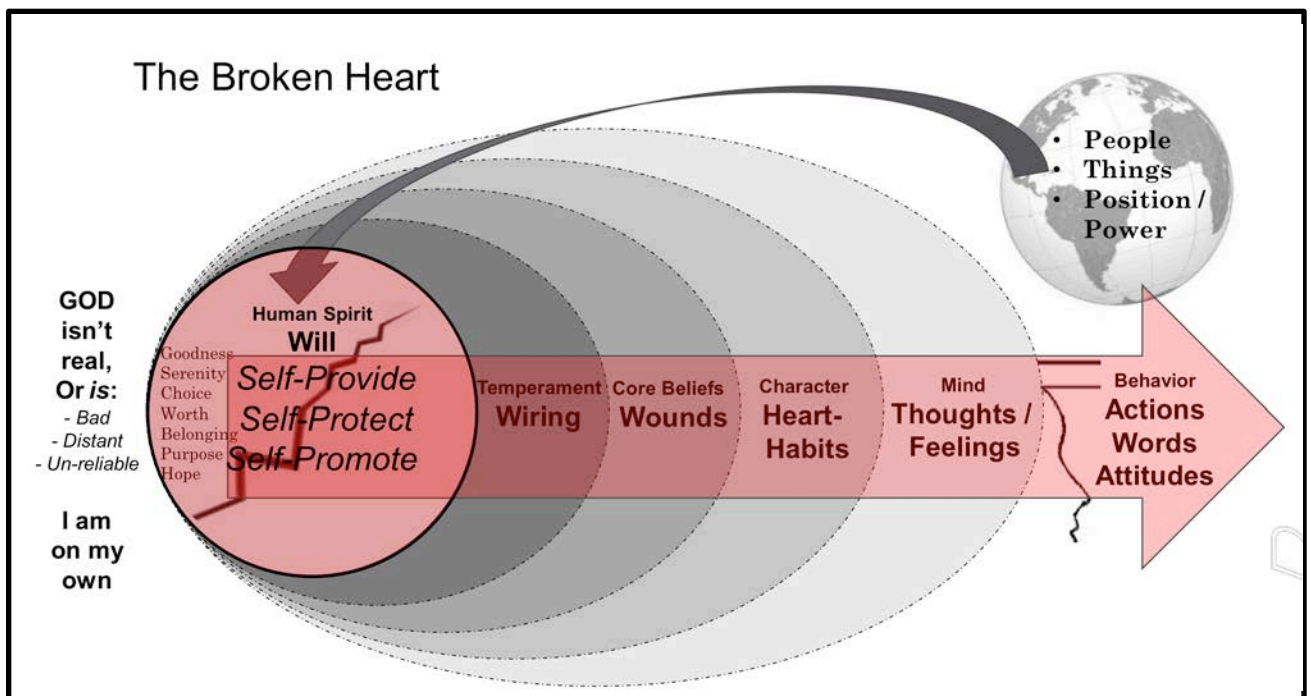 The Broken Heart
• People
• Things
• Position /
Power
GOD
isn't
real,
Or is:
- Bad
- Distant
- Un-reliable
I am
on my
own
Goodness
Serenity
Choice
Worth
Belonging
Purpose
Hope
Human Spirit
Will
Self-Provide
Self-Protect
Self-Promote
Temperament
Wiring
Core Beliefs
Wounds
Character
Heart-
Habits
Mind
Thoughts /
Feelings
Behavior
Actions
Words
Attitudes